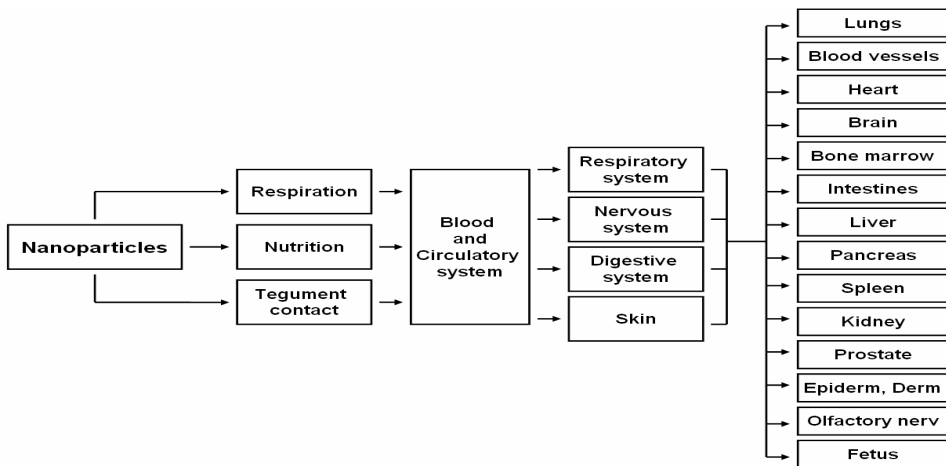 Nanoparticles
Respiration
Nutrition
Tegument
contact
Blood
and
Circulatory
system
Respiratory
system
Nervous
system
Digestive
system
Skin
Lungs
Blood vessels
Heart
Brain
Bone marrow
Intestines
Liver
Pancreas
Spleen
Kidney
Prostate
Epiderm, Derm
Olfactory nerv
Fetus